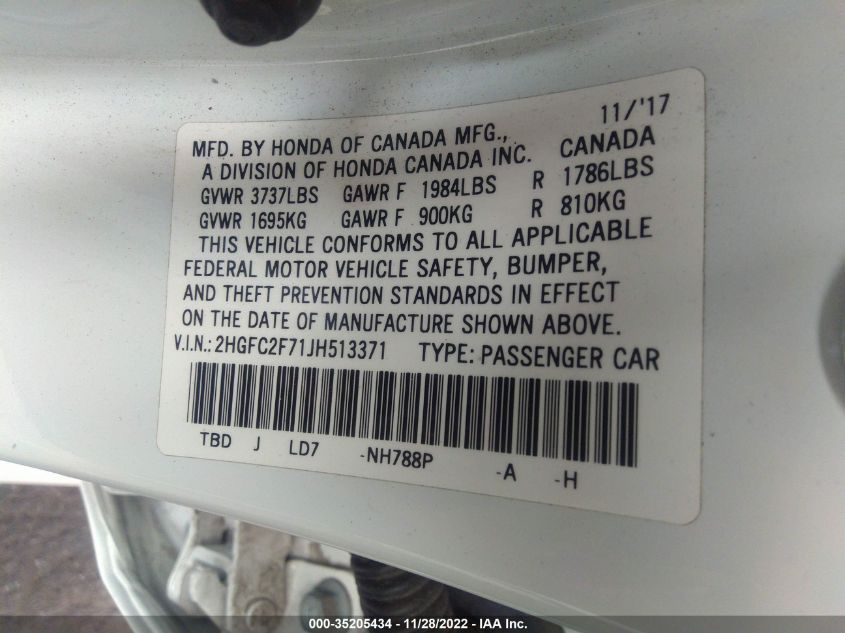 11/'17
MFD. BY HONDA OF CANADA MFG., CANADA
A DIVISION OF HONDA CANADA INC.
GVWR 3737LBS GAWR F 1984LBS R 1786LBS
GVWR 1695KG GAWR F 900KG R 810KG
THIS VEHICLE CONFORMS TO ALL APPLICABLE
FEDERAL MOTOR VEHICLE SAFETY, BUMPER,
AND THEFT PREVENTION STANDARDS IN EFFECT
ON THE DATE OF MANUFACTURE SHOWN ABOVE.
V.I.N.: 2HGFC2F71JH513371 TYPE: PASSENGER CAR
TBD J LD7 -NH788P -A -H
000-35205434 - 11/28/2022 - IAA Inc.